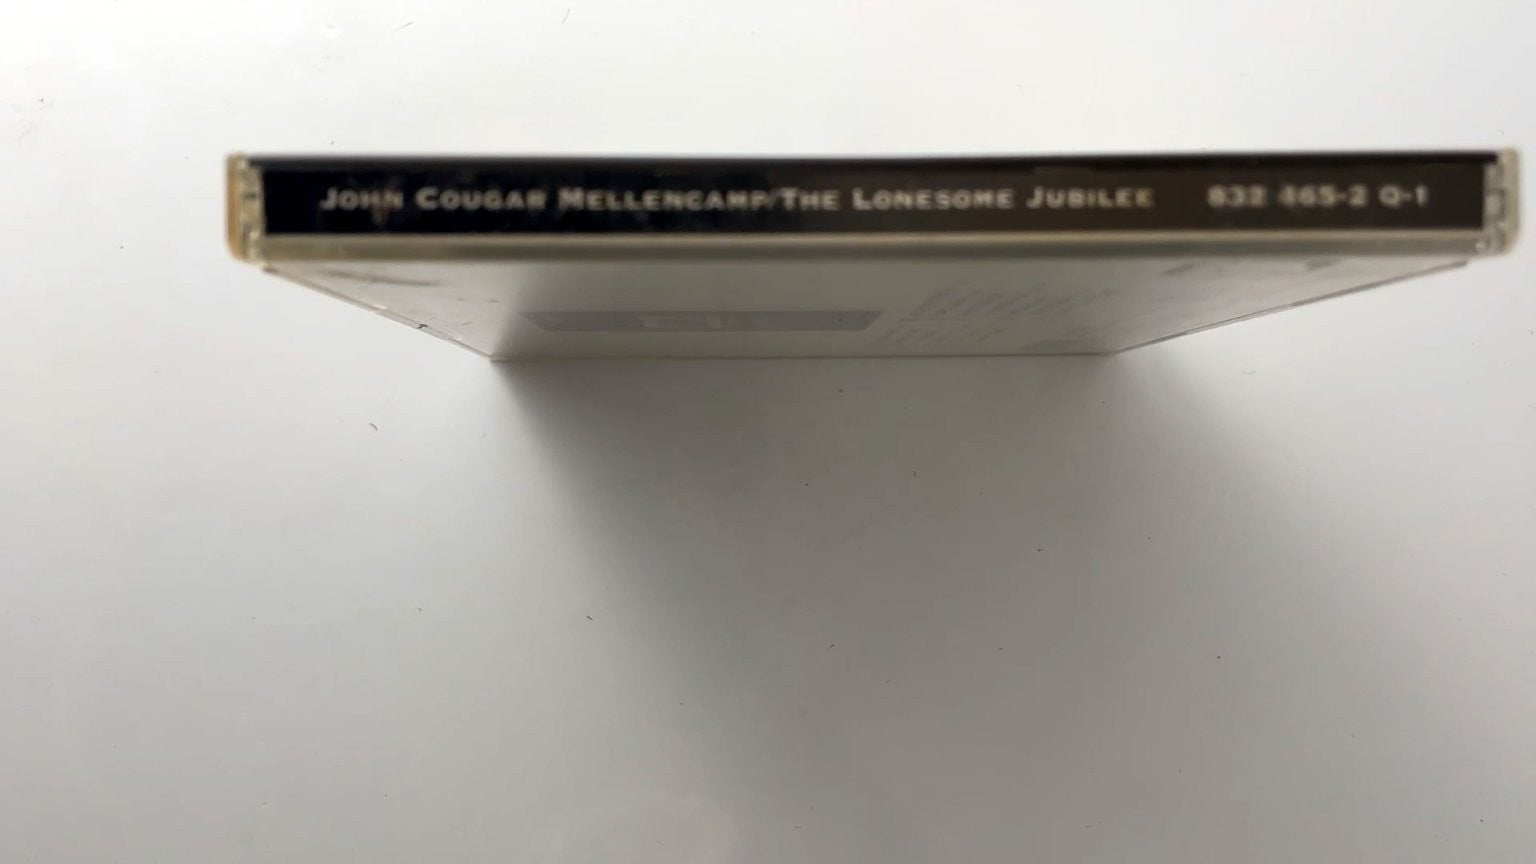 John Cougar Mellencamp/The Lonesome Jubilee 832 465-2 Q-1